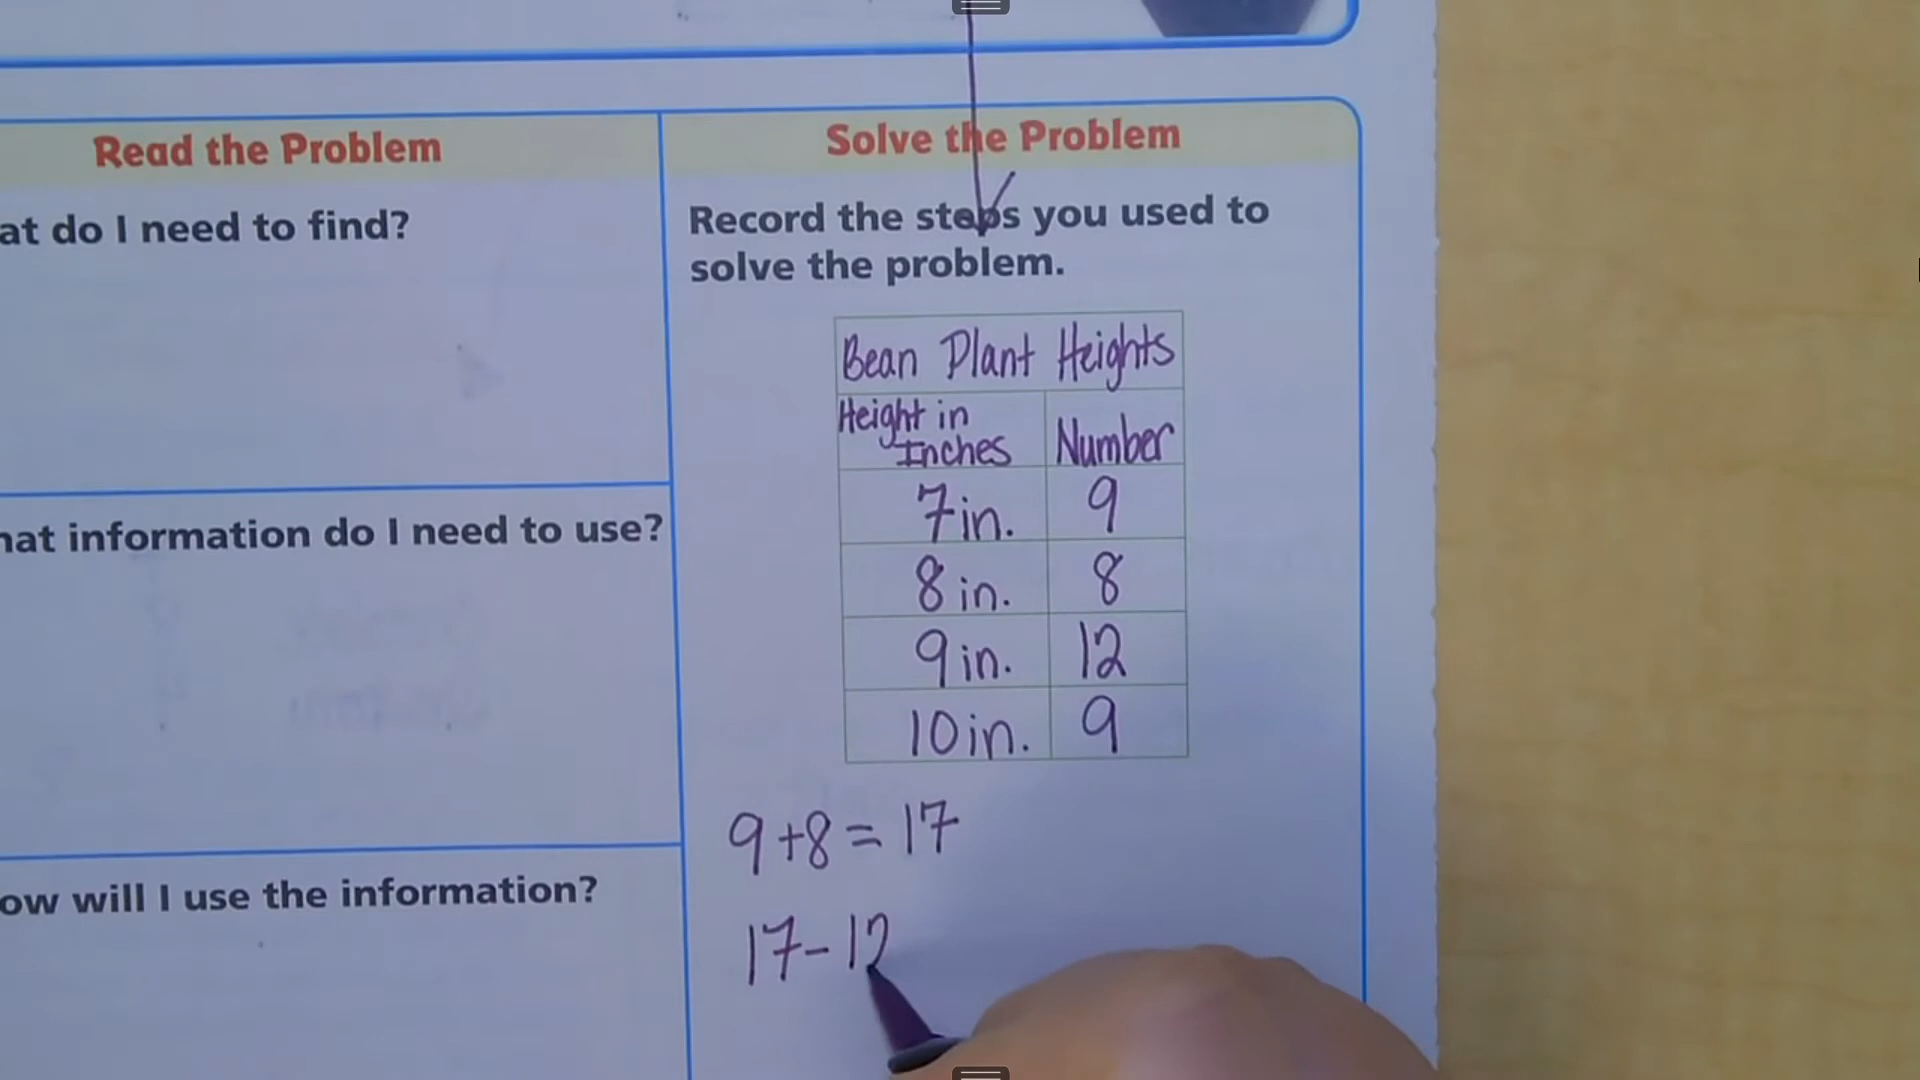 Read the Problem
at do I need to find?
hat information do I need to use?
ow will I use the information?
Solve the Problem
Record the steps you used to
solve the problem.
Bean Plant Heights
Height in Inches Number
7 in. 9
8 in. 8
9 in. 12
10 in. 9
9 + 8 = 17
17 - 12